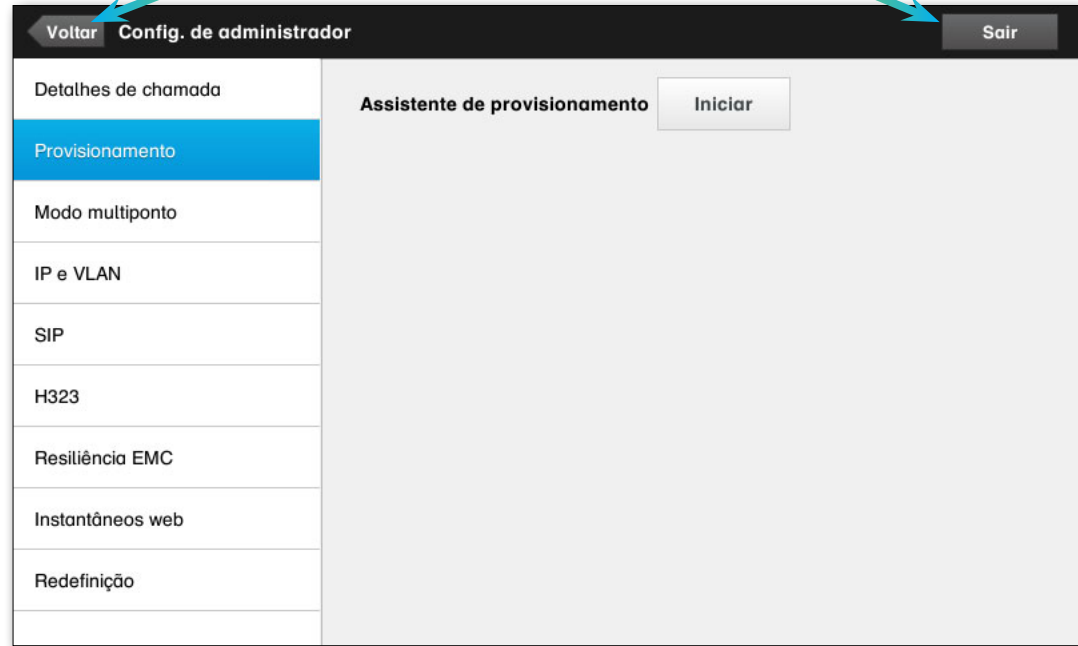 Voltar Config. de administrador Sair
Detalhes de chamada
Assistente de provisionamento Iniciar
Provisionamento
Modo multiponto
IP e VLAN
SIP
H323
Resiliência EMC
Instantâneos web
Redefinição